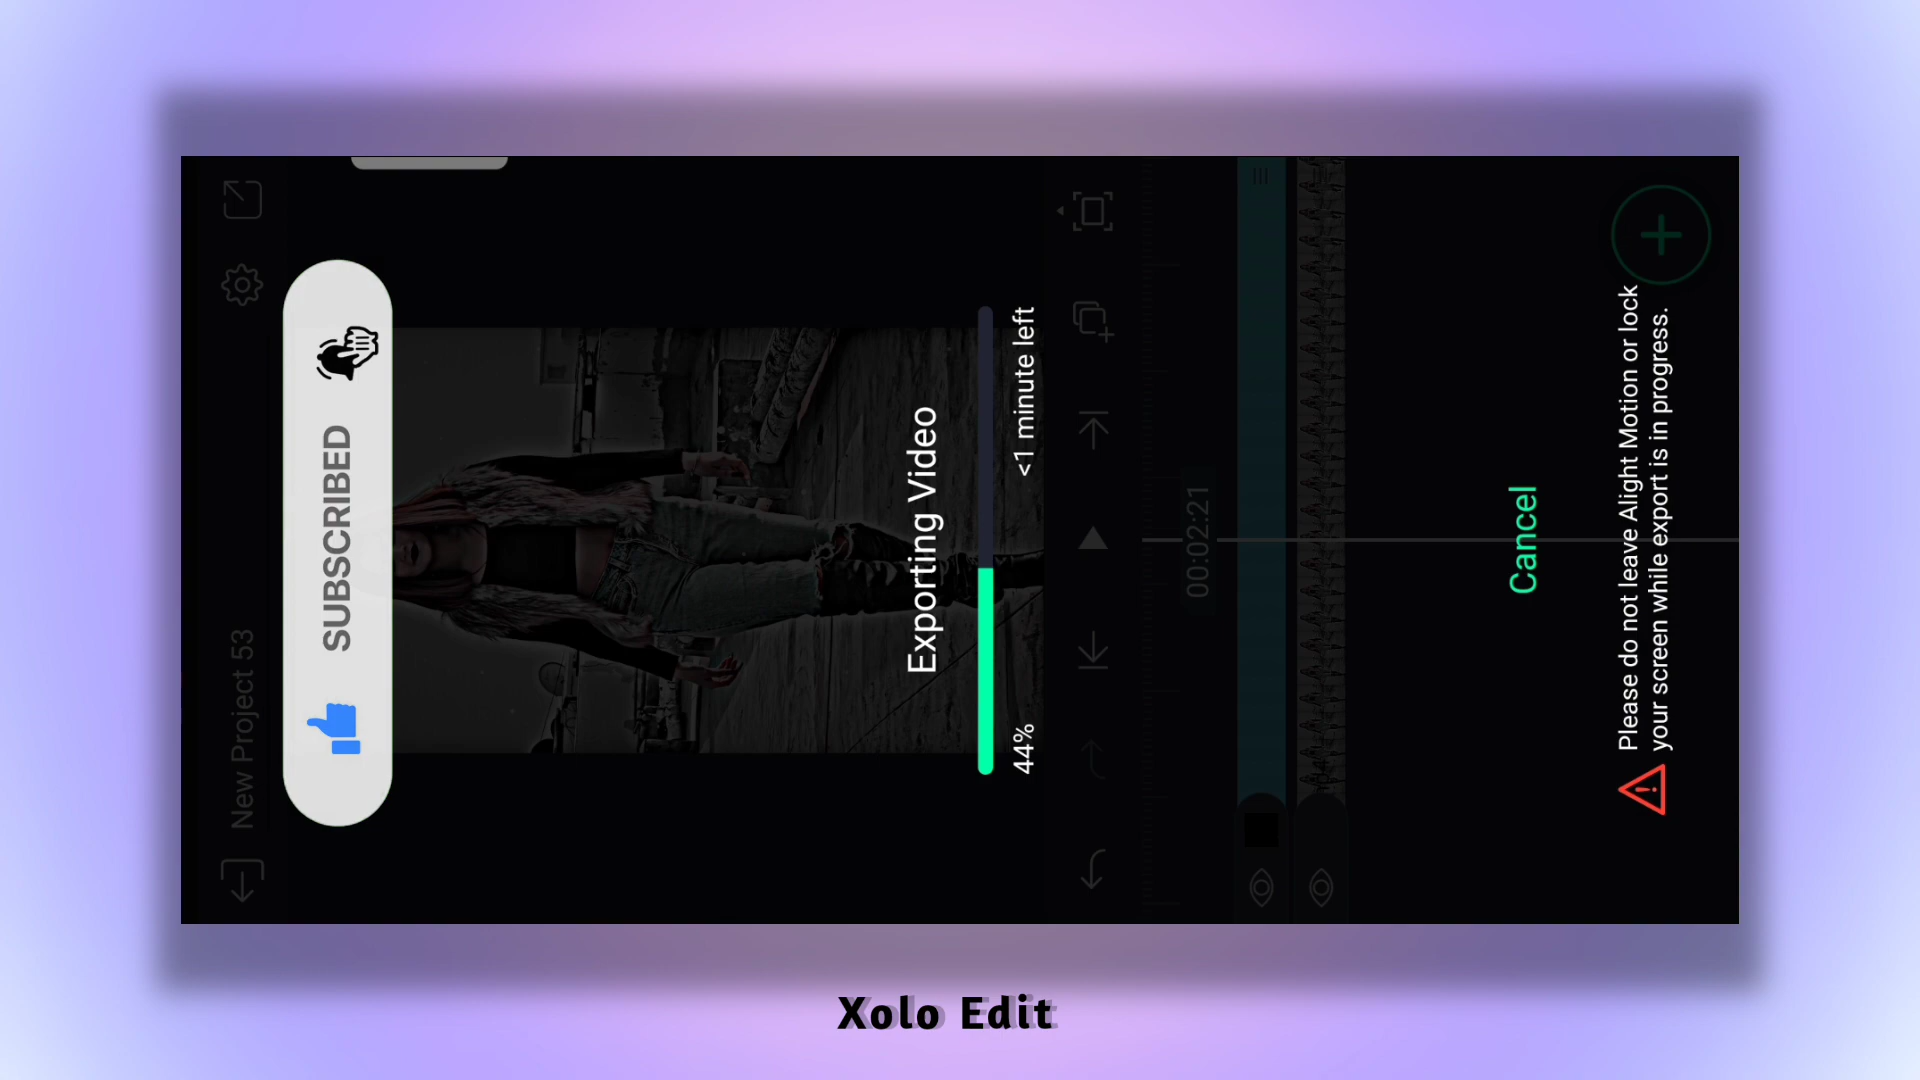 New Project 53
SUBSCRIBED
Exporting Video
44%
<1 minute left
00:02:21
Cancel
Please do not leave Alight Motion or lock
your screen while export is in progress.
Xolo Edit